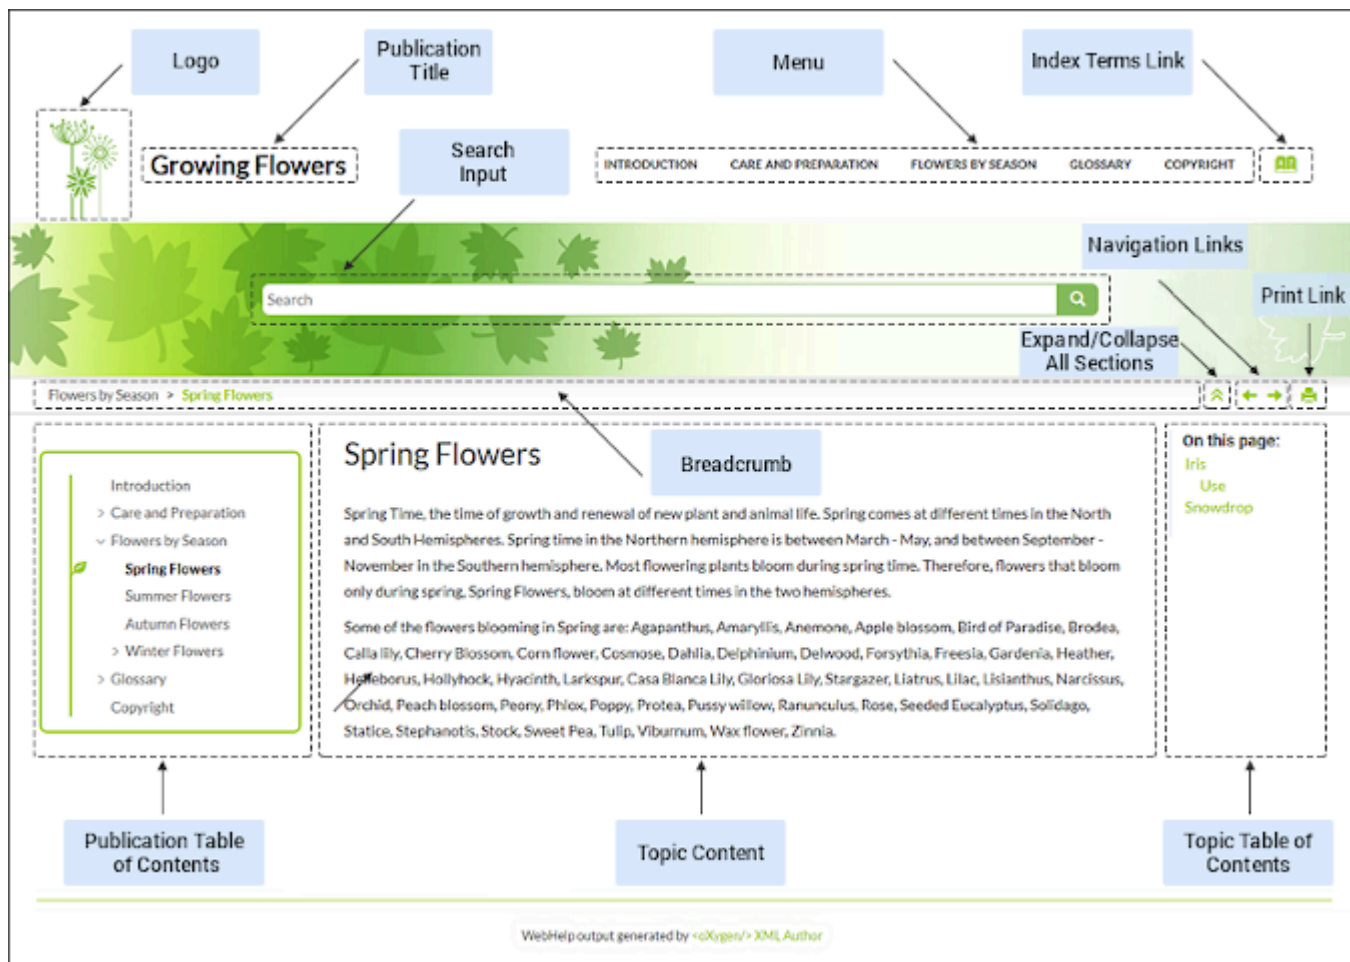 Logo
Publication
Title
Menu
Index Terms Link
Growing Flowers
Search
Input
INTRODUCTION CARE AND PREPARATION FLOWERS BY SEASON GLOSSARY COPYRIGHT
Navigation Links
Search
Print Link
Expand/Collapse
All Sections
Flowers by Season > Spring Flowers
Introduction
> Care and Preparation
Flowers by Season
Spring Flowers
Summer Flowers
Autumn Flowers
> Winter Flowers
> Glossary
Copyright
Spring Flowers
Breadcrumb
Spring Time, the time of growth and renewal of new plant and animal life. Spring comes at different times in the North
and South Hemispheres. Spring time in the Northern hemisphere is between March - May, and between September -
November in the Southern hemisphere. Most flowering plants bloom during spring time. Therefore, flowers that bloom
only during spring, Spring Flowers, bloom at different times in the two hemispheres.
Some of the flowers blooming in Spring are: Agapanthus, Amaryllis, Anemone, Apple blossom, Bird of Paradise, Brodea,
Calla lily, Cherry Blossom, Corn flower, Cosmose, Dahlia, Delphinium, Delwood, Forsythia, Freesia, Gardenia, Heather,
Helleborus, Hollyhock, Hyacinth, Larkspur, Casa Blanca Lily, Gloriosa Lily, Stargazer, Liatrus, Lilac, Lisianthus, Narcissus,
Orchid, Peach blossom, Peony, Phlox, Poppy, Protea, Pussy willow, Ranunculus, Rose, Seeded Eucalyptus, Solidago,
Statice, Stephanotis, Stock, Sweet Pea, Tulip, Viburnum, Wax flower, Zinnia.
On this page:
Iris
Use
Snowdrop
Publication Table
of Contents
Topic Content
Topic Table of
Contents
WebHelp output generated by <oXygen/> XML Author